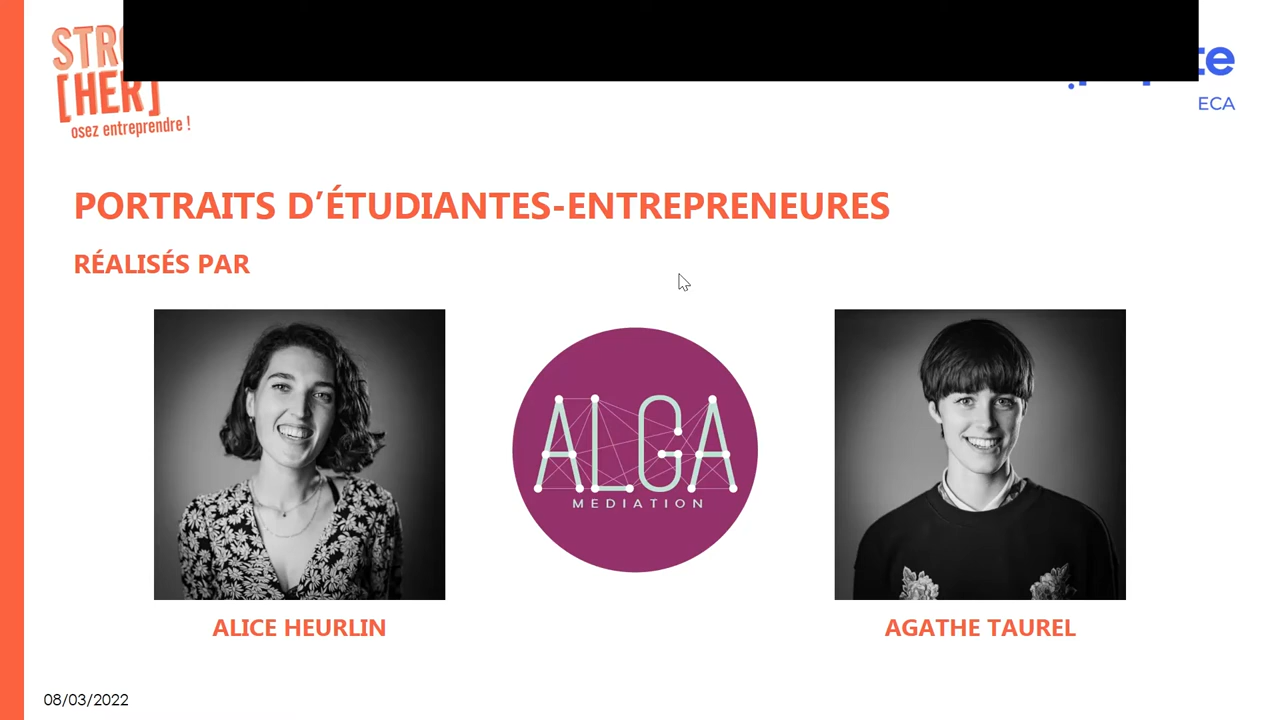 [HER]
osez entreprendre !
ECA
PORTRAITS D'ÉTUDIANTES-ENTREPRENEURES
RÉALISÉS PAR
ALGA
MEDIATION
ALICE HEURLIN
AGATHE TAUREL
08/03/2022